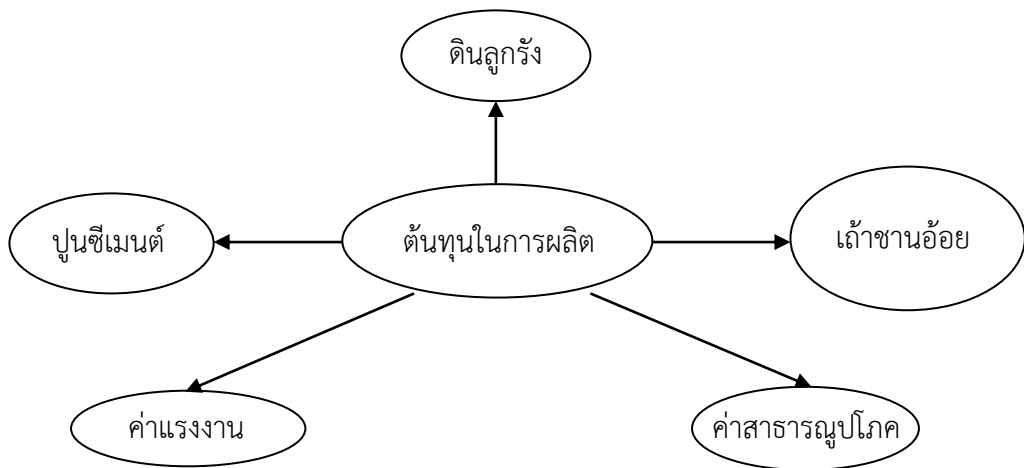 ดินลูกรัง
ปูนซีเมนต์
ต้นทุนในการผลิต
เถ้าชานอ้อย
ค่าแรงงาน
ค่าสาธารณูปโภค